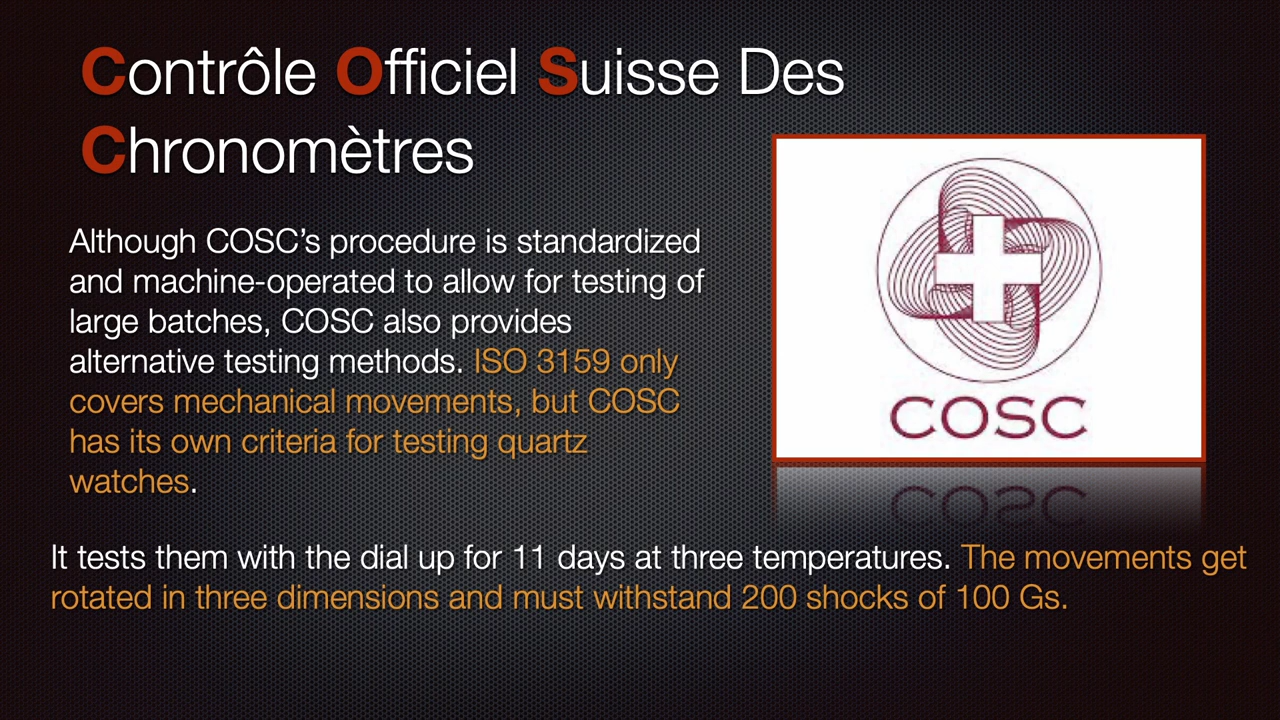 Contrôle Officiel Suisse Des
Chronomètres
Although COSC’s procedure is standardized
and machine-operated to allow for testing of
large batches, COSC also provides
alternative testing methods. ISO 3159 only
covers mechanical movements, but COSC
has its own criteria for testing quartz
watches.
COSC
It tests them with the dial up for 11 days at three temperatures. The movements get
rotated in three dimensions and must withstand 200 shocks of 100 Gs.